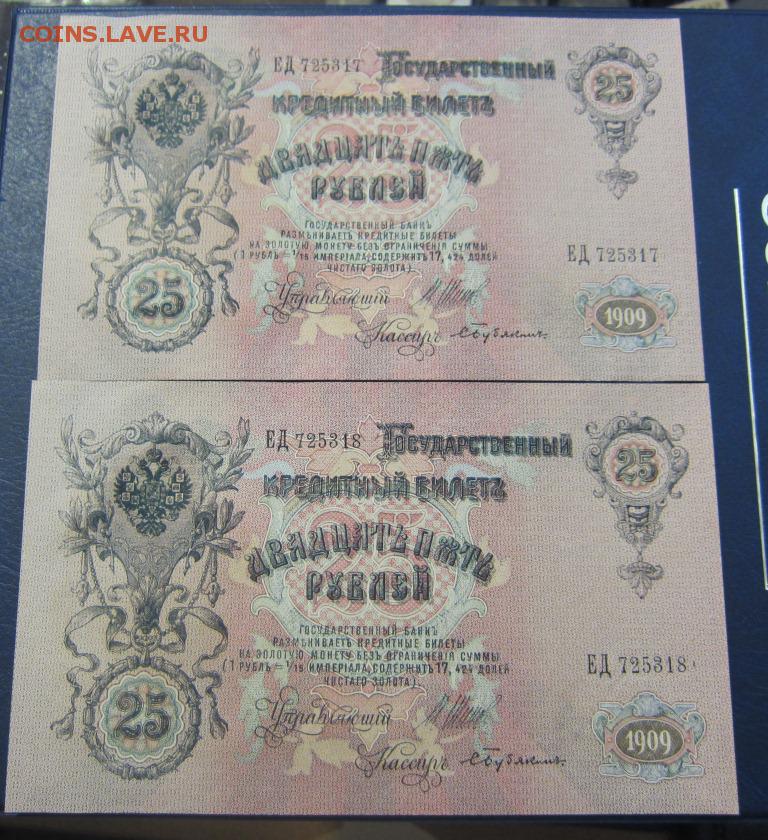 COINS.LAVE.РУ
ЕД 725317 Государственный
Кредитный Билетъ
25
Двадцать пять
Рублей
Государственный Банкъ
размѣниваетъ кредитные билеты
на золотую монету безъ ограниченія суммы
(1 рубль = 1/15 империала, содержитъ 17,424 долей
чистаго золота)
ЕД 725317
25
Управляющій
1909
Кассиръ
ЕД 725318 Государственный
25
Кредитный Билетъ
Двадцать пять
Рублей
Государственный Банкъ
размѣниваетъ кредитные билеты
на золотую монету безъ ограниченія суммы
(1 рубль = 1/15 империала, содержитъ 17,424 долей
чистаго золота)
ЕД 725318
25
Управляющій
1909
Кассиръ